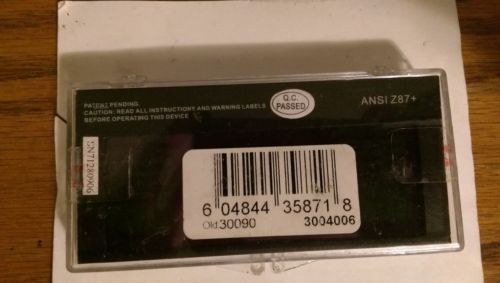 PATENT PENDING
CAUTION: READ ALL INSTRUCTIONS AND WARNING LABELS
BEFORE OPERATING THIS DEVICE
Q.C.
PASSED
ANSI Z87+
SN71280906
6 04844 35871 8
Old:30090 3004006